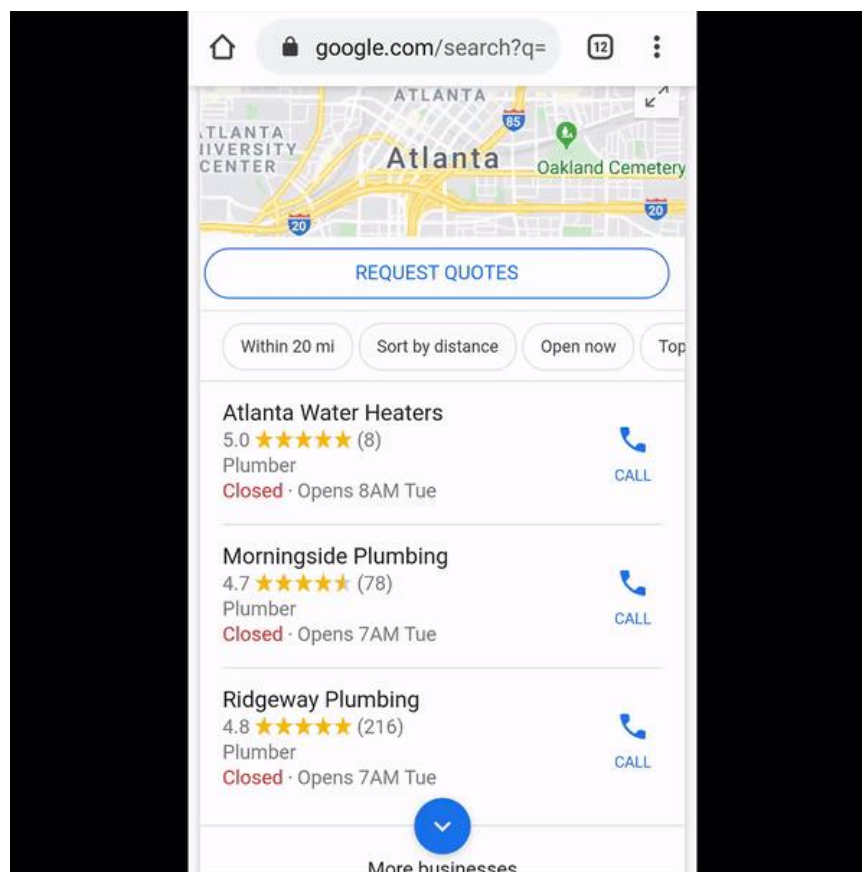 google.com/search?q=
12
ATLANTA
85
TLANTA
IVERSITY
CENTER
Atlanta
Oakland Cemetery
20
20
REQUEST QUOTES
Within 20 mi
Sort by distance
Open now
Top
Atlanta Water Heaters
5.0 ★★★★★ (8)
Plumber
Closed · Opens 8AM Tue
CALL
Morningside Plumbing
4.7 ★★★★★ (78)
Plumber
Closed · Opens 7AM Tue
CALL
Ridgeway Plumbing
4.8 ★★★★★ (216)
Plumber
Closed · Opens 7AM Tue
CALL
More businesses